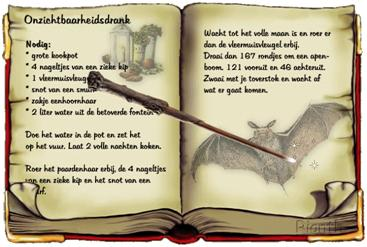 Onzichtbaarheidsdrank
Nodig:
* grote kookpot
* 4 nageltjes van een zieke kip
* 1 vleermuisvleugel
* snot van een smurf
* zakje eenhoornhaar
* 2 liter water uit de betoverde fontein
Doe het water in de pot en zet het
op het vuur. Laat 2 volle nachten koken.
Roer het paardenhaar erbij, de 4 nageltjes
van een zieke kip en het snot van een
Wacht tot het volle maan is en roer er
dan de vleermuisvleugel erbij.
Draai dan 167 rondjes om een apen-
boom. 121 vooruit en 46 achteruit.
Zwaai met je toverstok en wacht af
wat er gaat komen.